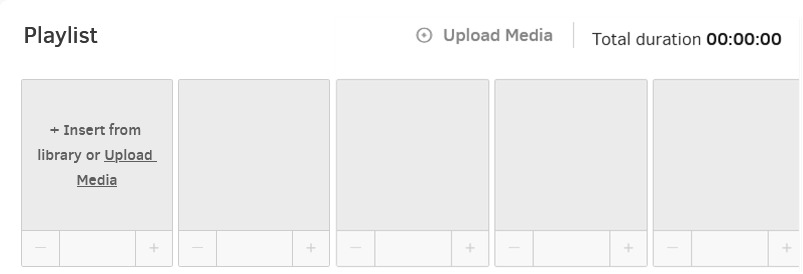 Playlist
Upload Media
Total duration 00:00:00
+ Insert from
library or Upload
Media
− +
− +
− +
− +
− +